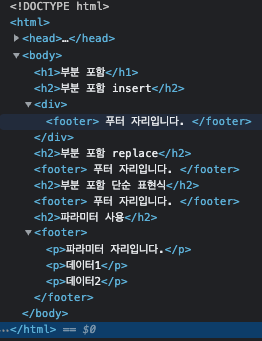 <!DOCTYPE html>
<html>
<head>…</head>
<body>
<h1>부분 포함</h1>
<h2>부분 포함 insert</h2>
<div>
<footer> 푸터 자리입니다. </footer>
</div>
<h2>부분 포함 replace</h2>
<footer> 푸터 자리입니다. </footer>
<h2>부분 포함 단순 표현식</h2>
<footer> 푸터 자리입니다. </footer>
<h2>파라미터 사용</h2>
<footer>
<p>파라미터 자리입니다.</p>
<p>데이터1</p>
<p>데이터2</p>
</footer>
</body>
…</html> == $0